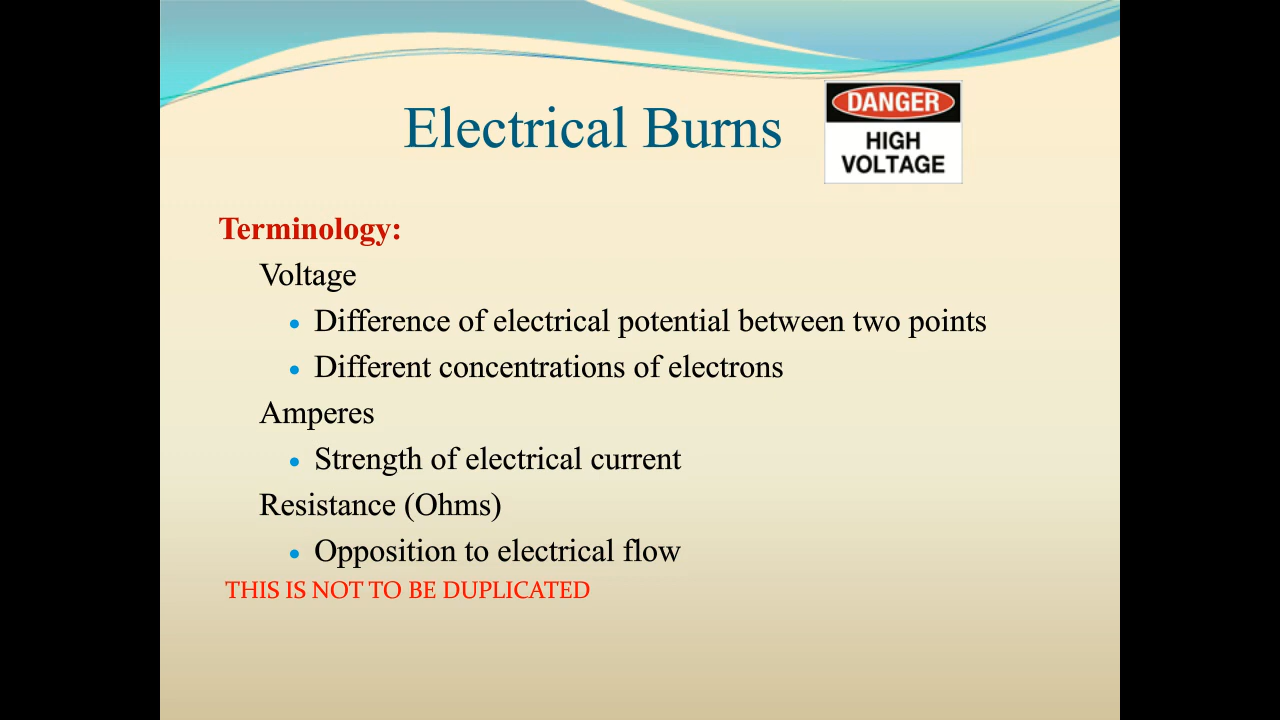 Electrical Burns
DANGER
HIGH
VOLTAGE
Terminology:
Voltage
• Difference of electrical potential between two points
• Different concentrations of electrons
Amperes
• Strength of electrical current
Resistance (Ohms)
• Opposition to electrical flow
THIS IS NOT TO BE DUPLICATED